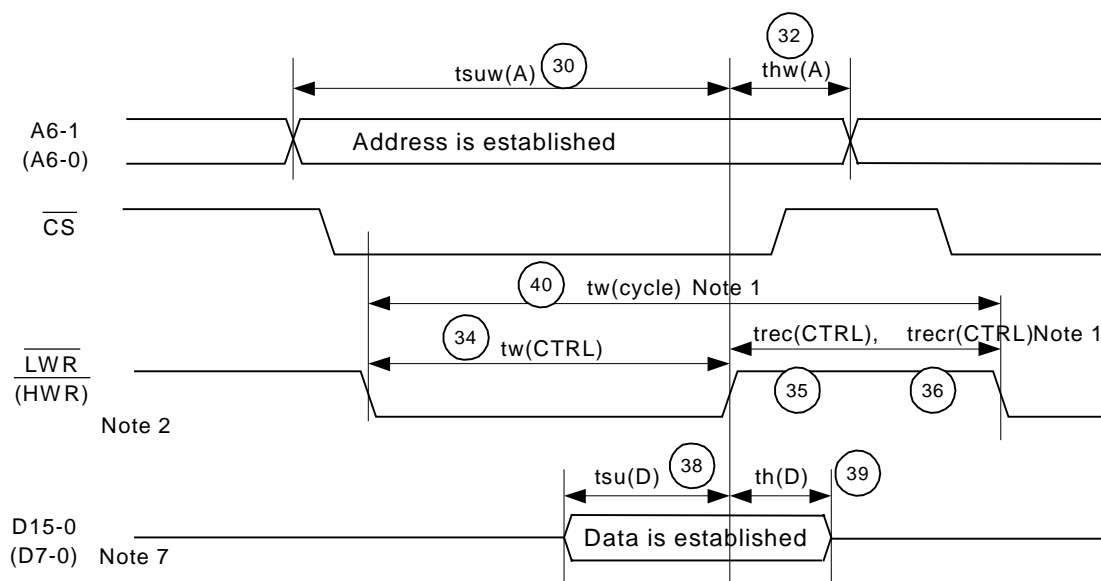 tsuw(A) 30
32
thw(A)
A6-1
(A6-0)
Address is established
CS
40 tw(cycle) Note 1
34 tw(CTRL)
trec(CTRL), trecr(CTRL)Note 1
LWR
(HWR)
Note 2
35 36
tsu(D) 38 th(D) 39
D15-0
(D7-0) Note 7
Data is established